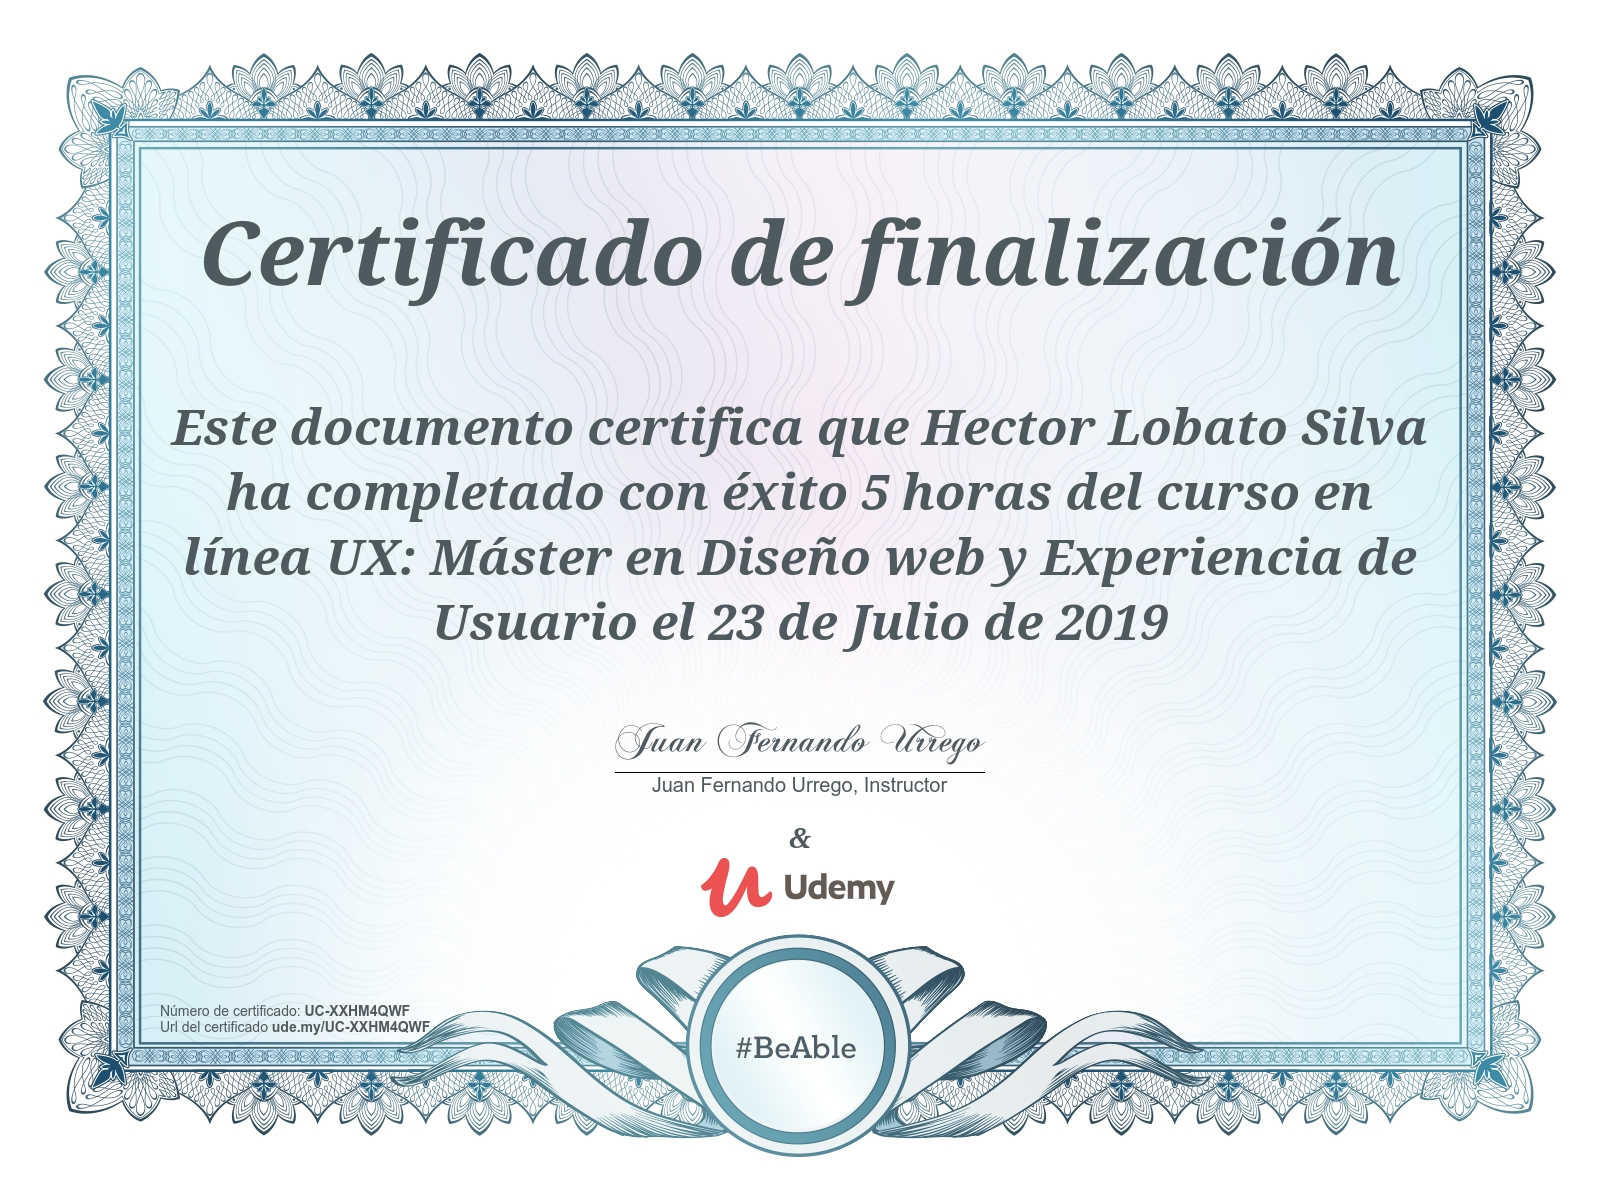 Certificado de finalización
Este documento certifica que Hector Lobato Silva
ha completado con éxito 5 horas del curso en
línea UX: Máster en Diseño web y Experiencia de
Usuario el 23 de Julio de 2019
Juan Fernando Urrego
Juan Fernando Urrego, Instructor
&
Udemy
Número de certificado: UC-XXHM4QWF
Url del certificado ude.my/UC-XXHM4QWF
#BeAble